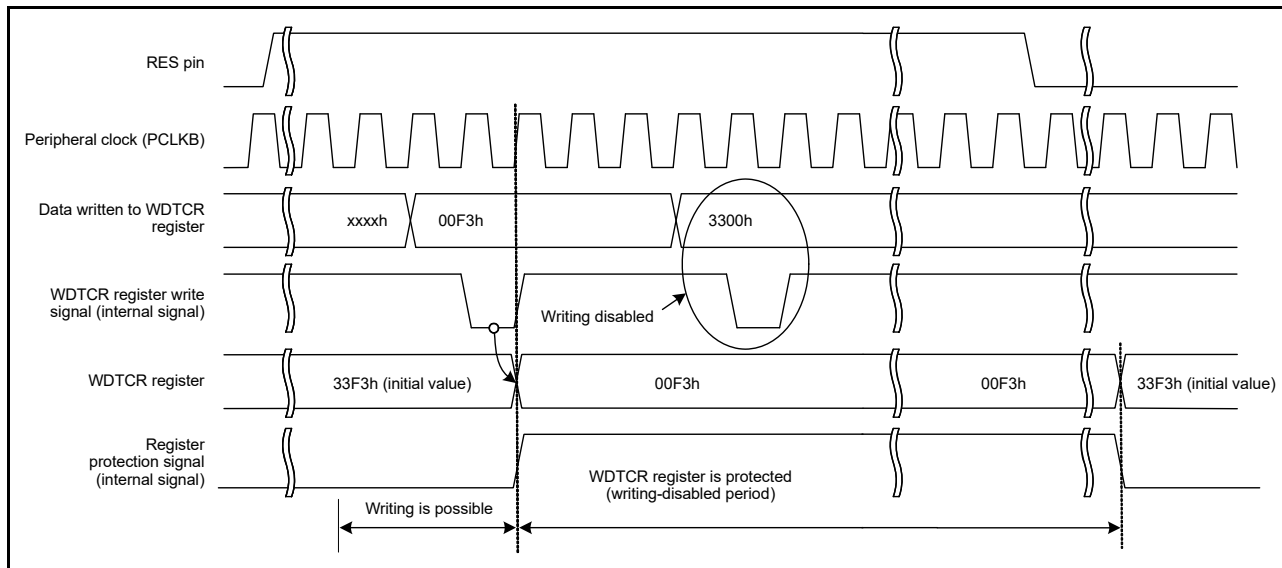 RES pin
Peripheral clock (PCLKB)
Data written to WDTCR
register
xxxxh
00F3h
3300h
WDTCR register write
signal (internal signal)
Writing disabled
WDTCR register
33F3h (initial value)
00F3h
00F3h
33F3h (initial value)
Register
protection signal
(internal signal)
WDTCR register is protected
(writing-disabled period)
Writing is possible